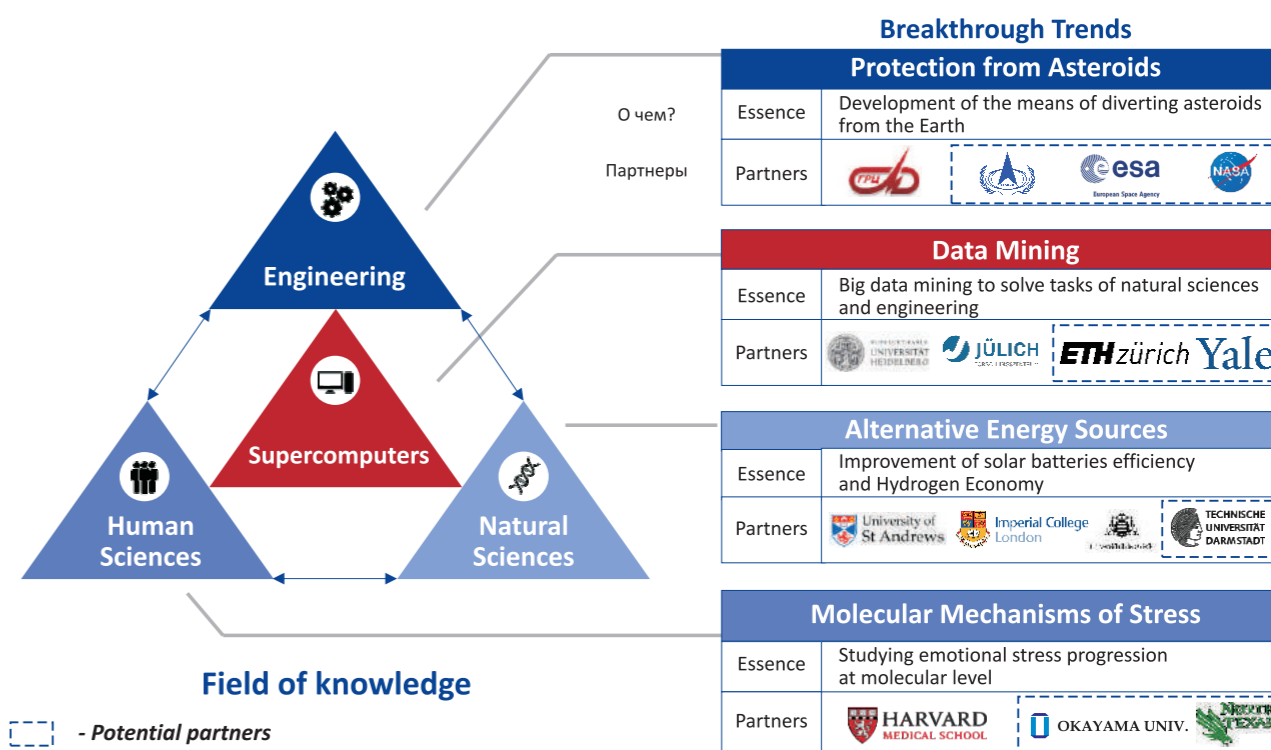 Breakthrough Trends
Protection from Asteroids
О чем?
Essence
Development of the means of diverting asteroids
from the Earth
Партнеры
Partners
ГРЦ
esa
European Space Agency
NASA
Engineering
Data Mining
Essence
Big data mining to solve tasks of natural sciences
and engineering
Partners
UNIVERSITÄT
HEIDELBERG
JÜLICH
ETH zürich
Yale
Supercomputers
Human
Sciences
Natural
Sciences
Alternative Energy Sources
Essence
Improvement of solar batteries efficiency
and Hydrogen Economy
Partners
University of
St Andrews
Imperial College
London
TECHNISCHE
UNIVERSITÄT
DARMSTADT
Molecular Mechanisms of Stress
Essence
Studying emotional stress progression
at molecular level
Partners
HARVARD
MEDICAL SCHOOL
OKAYAMA UNIV.
TEXAS
Field of knowledge
- Potential partners